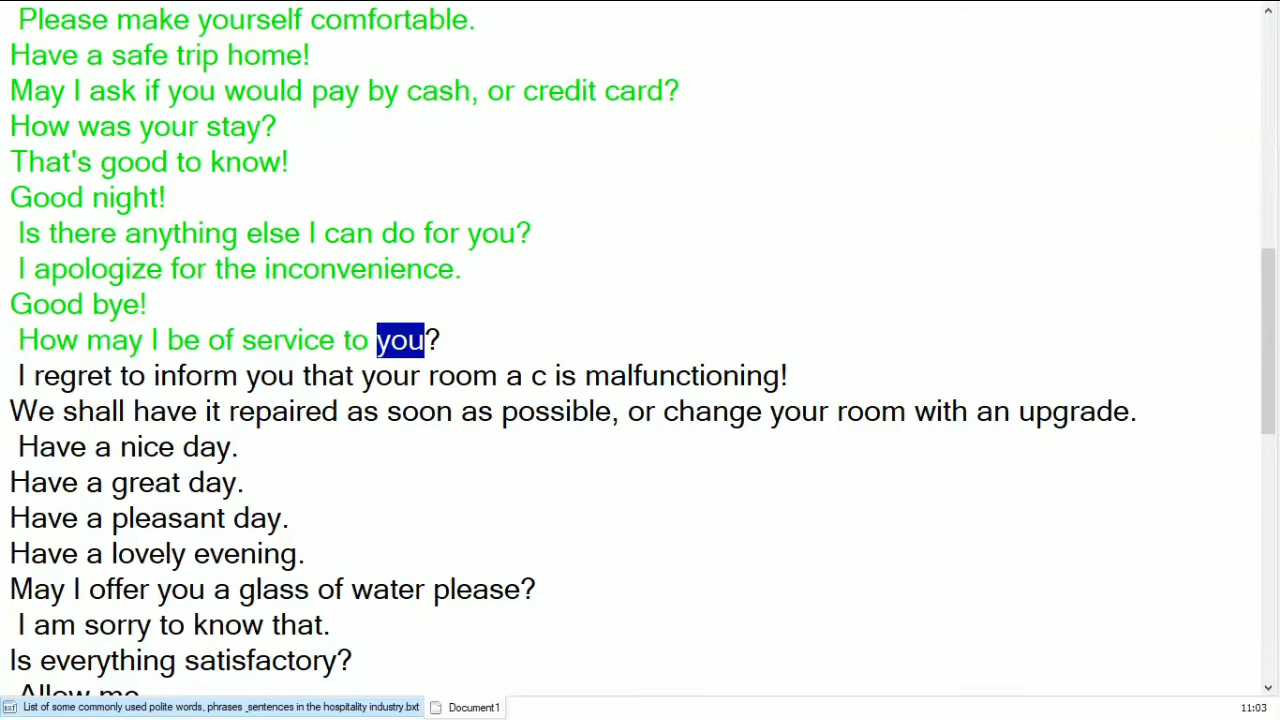 Please make yourself comfortable.
Have a safe trip home!
May I ask if you would pay by cash, or credit card?
How was your stay?
That's good to know!
Good night!
Is there anything else I can do for you?
I apologize for the inconvenience.
Good bye!
How may I be of service to you?
I regret to inform you that your room a c is malfunctioning!
We shall have it repaired as soon as possible, or change your room with an upgrade.
Have a nice day.
Have a great day.
Have a pleasant day.
Have a lovely evening.
May I offer you a glass of water please?
I am sorry to know that.
Is everything satisfactory?
Allow me
List of some commonly used polite words, phrases _sentences in the hospitality industry.bxt
Document1
11:03